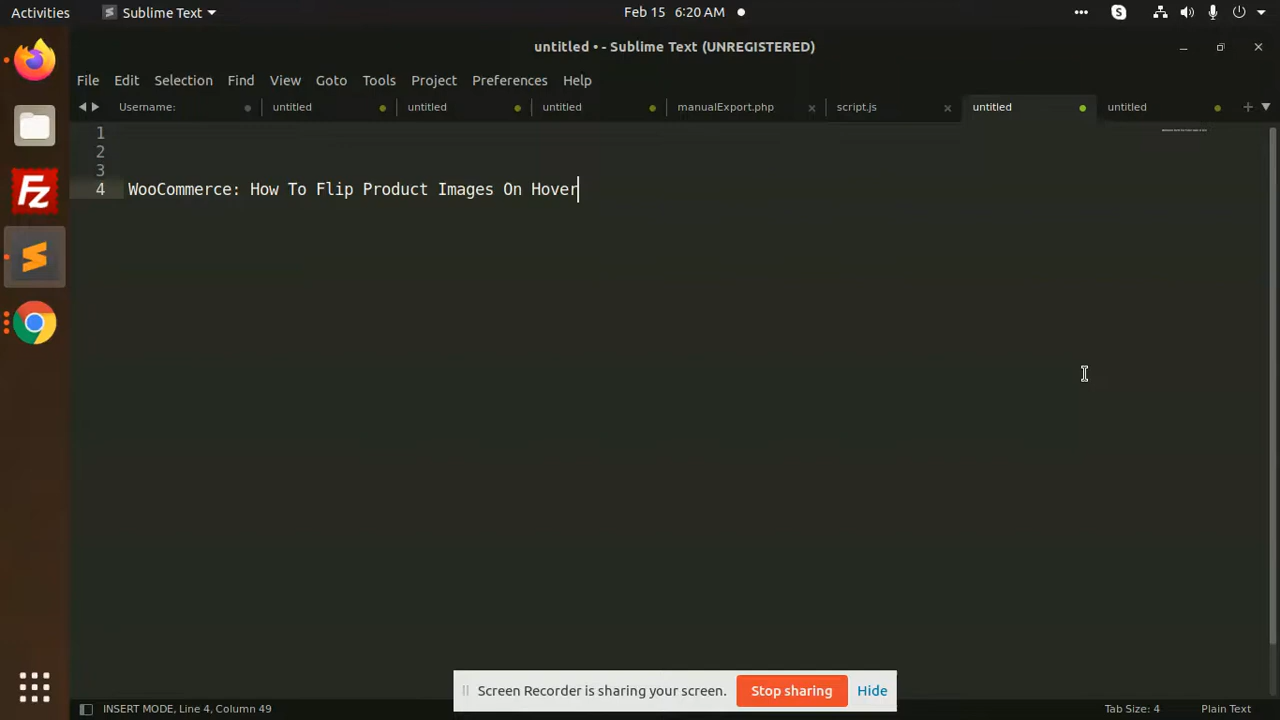 Activities
Sublime Text
Feb 15 6:20 AM
untitled • - Sublime Text (UNREGISTERED)
File Edit Selection Find View Goto Tools Project Preferences Help
Username: untitled untitled untitled manualExport.php script.js untitled untitled
1
2
3
4 WooCommerce: How To Flip Product Images On Hover
Screen Recorder is sharing your screen. Stop sharing Hide
INSERT MODE, Line 4, Column 49 Tab Size: 4 Plain Text